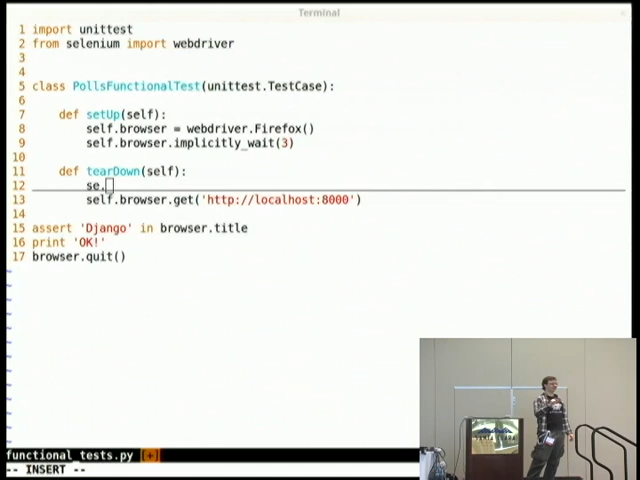 Terminal
1 import unittest
2 from selenium import webdriver
3
4
5 class PollsFunctionalTest(unittest.TestCase):
6
7     def setUp(self):
8         self.browser = webdriver.Firefox()
9         self.browser.implicitly_wait(3)
10
11     def tearDown(self):
12         se.
13         self.browser.get('http://localhost:8000')
14
15 assert 'Django' in browser.title
16 print 'OK!'
17 browser.quit()
functional_tests.py [+]
-- INSERT --